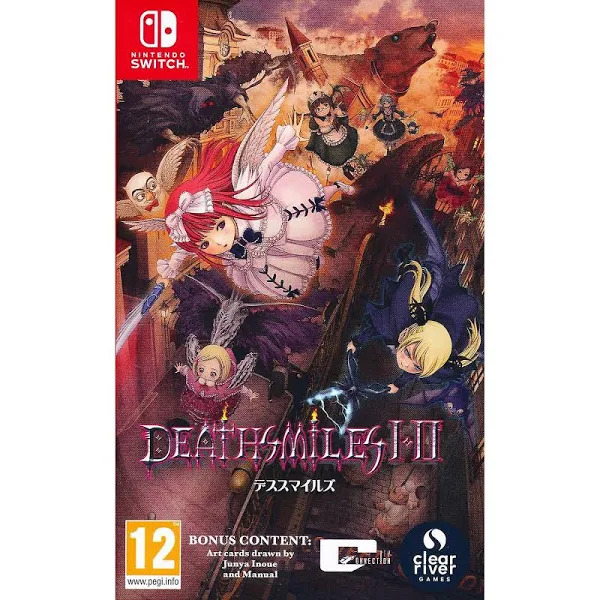 NINTENDO
SWITCH
DEATHSMILES I·II
デススマイルズ
12
www.pegi.info
BONUS CONTENT:
Art cards drawn by
Junya Inoue
and Manual
clear
river
GAMES